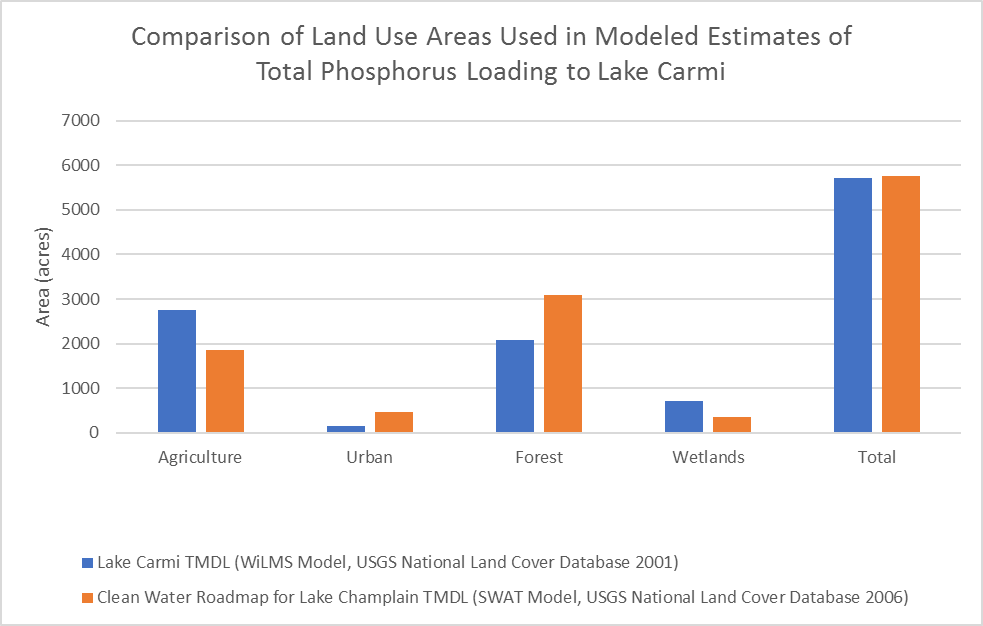 Comparison of Land Use Areas Used in Modeled Estimates of
Total Phosphorus Loading to Lake Carmi
7000
6000
5000
4000
3000
2000
1000
0
Area (acres)
Agriculture
Urban
Forest
Wetlands
Total
Lake Carmi TMDL (WiLMS Model, USGS National Land Cover Database 2001)
Clean Water Roadmap for Lake Champlain TMDL (SWAT Model, USGS National Land Cover Database 2006)